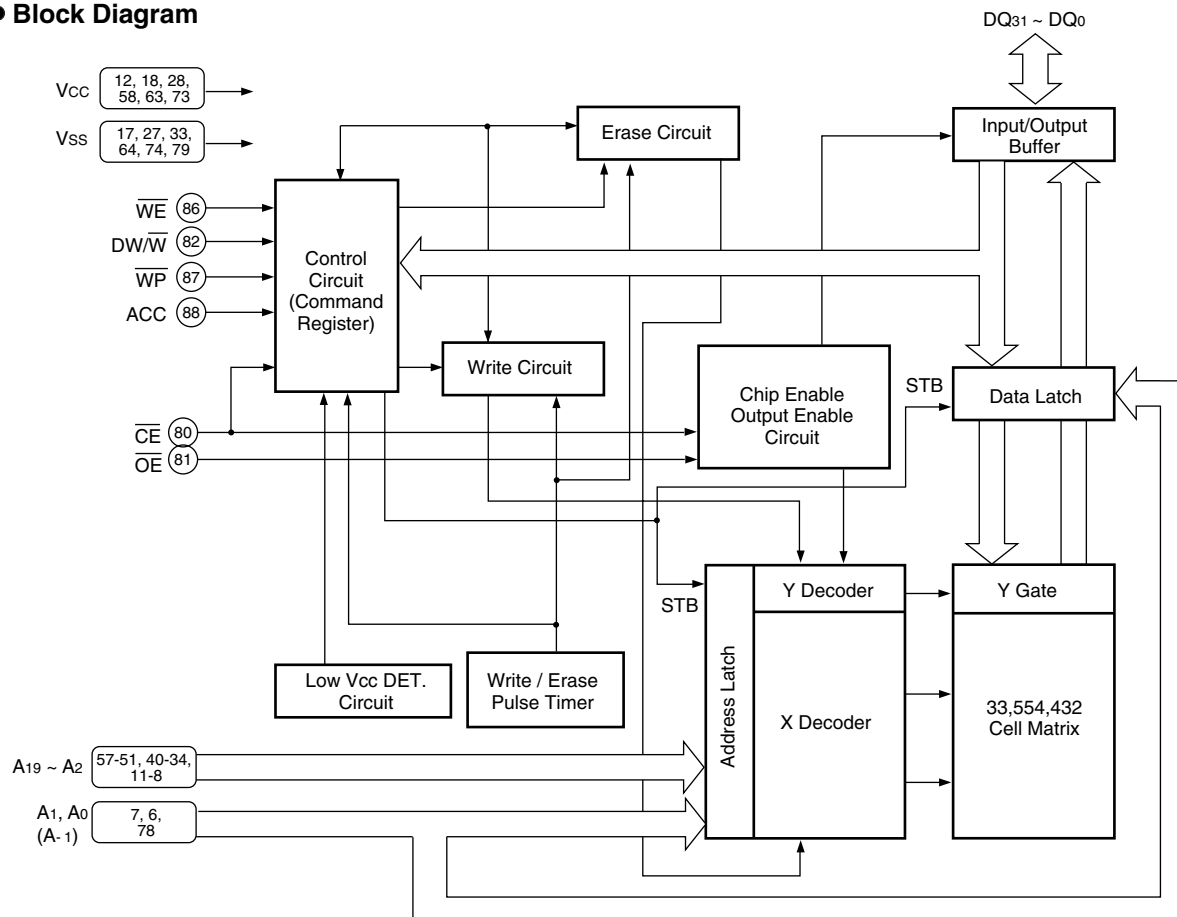 ● Block Diagram
DQ31 ~ DQ0
VCC
12, 18, 28,
58, 63, 73
VSS
17, 27, 33,
64, 74, 79
Erase Circuit
Input/Output
Buffer
WE 86
DW/W 82
WP 87
ACC 88
Control
Circuit
(Command
Register)
Write Circuit
Chip Enable
Output Enable
Circuit
STB
Data Latch
CE 80
OE 81
STB
Address Latch
Y Decoder
Y Gate
Low Vcc DET.
Circuit
Write / Erase
Pulse Timer
X Decoder
33,554,432
Cell Matrix
A19 ~ A2
57-51, 40-34,
11-8
A1, A0
(A-1)
7, 6,
78